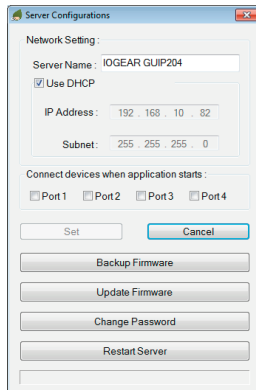 Server Configurations
Network Setting :
Server Name : IOGEAR GUIP204
Use DHCP
IP Address : 192 . 168 . 10 . 82
Subnet : 255 . 255 . 255 . 0
Connect devices when application starts :
Port 1 Port 2 Port 3 Port 4
Set Cancel
Backup Firmware
Update Firmware
Change Password
Restart Server